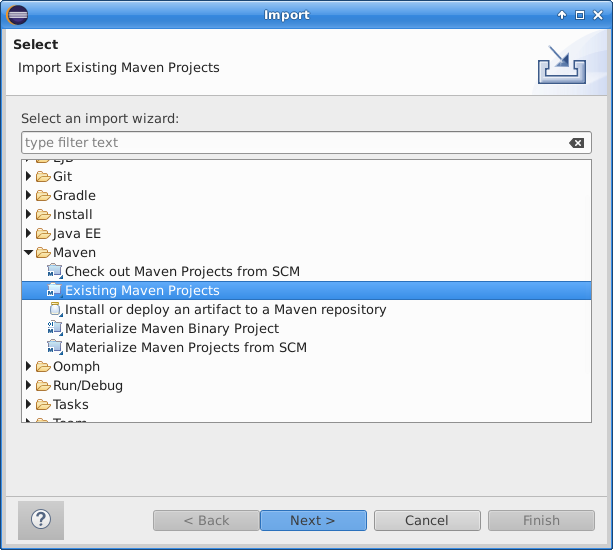 Import
Select
Import Existing Maven Projects
Select an import wizard:
type filter text
EJB
Git
Gradle
Install
Java EE
Maven
Check out Maven Projects from SCM
Existing Maven Projects
Install or deploy an artifact to a Maven repository
Materialize Maven Binary Project
Materialize Maven Projects from SCM
Oomph
Run/Debug
Tasks
Team
?
< Back
Next >
Cancel
Finish